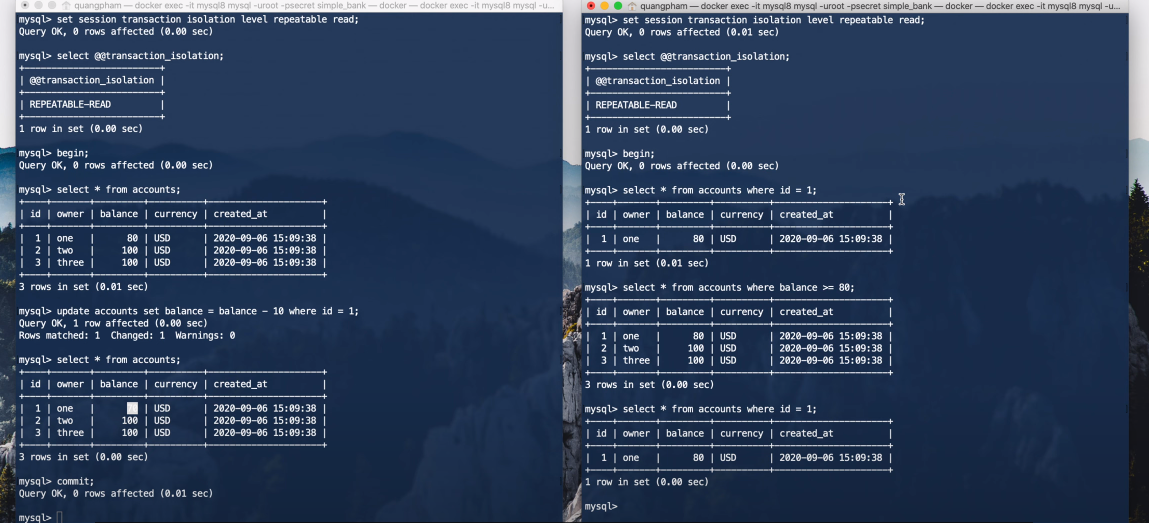 quangpham — docker exec -it mysql8 mysql -uroot -psecret simple_bank — docker — docker exec -it mysql8 mysql -u...
mysql> set session transaction isolation level repeatable read;
Query OK, 0 rows affected (0.00 sec)
mysql> select @@transaction_isolation;
+-------------------------+
| @@transaction_isolation |
+-------------------------+
| REPEATABLE-READ         |
+-------------------------+
1 row in set (0.00 sec)
mysql> begin;
Query OK, 0 rows affected (0.00 sec)
mysql> select * from accounts;
+----+-------+---------+----------+---------------------+
| id | owner | balance | currency | created_at          |
+----+-------+---------+----------+---------------------+
|  1 | one   |      80 | USD      | 2020-09-06 15:09:38 |
|  2 | two   |     100 | USD      | 2020-09-06 15:09:38 |
|  3 | three |     100 | USD      | 2020-09-06 15:09:38 |
+----+-------+---------+----------+---------------------+
3 rows in set (0.01 sec)
mysql> update accounts set balance = balance - 10 where id = 1;
Query OK, 1 row affected (0.00 sec)
Rows matched: 1  Changed: 1  Warnings: 0
mysql> select * from accounts;
+----+-------+---------+----------+---------------------+
| id | owner | balance | currency | created_at          |
+----+-------+---------+----------+---------------------+
|  1 | one   |         | USD      | 2020-09-06 15:09:38 |
|  2 | two   |     100 | USD      | 2020-09-06 15:09:38 |
|  3 | three |     100 | USD      | 2020-09-06 15:09:38 |
+----+-------+---------+----------+---------------------+
3 rows in set (0.00 sec)
mysql> commit;
Query OK, 0 rows affected (0.01 sec)
mysql>
quangpham — docker exec -it mysql8 mysql -uroot -psecret simple_bank — docker — docker exec -it mysql8 mysql -u...
mysql> set session transaction isolation level repeatable read;
Query OK, 0 rows affected (0.01 sec)
mysql> select @@transaction_isolation;
+-------------------------+
| @@transaction_isolation |
+-------------------------+
| REPEATABLE-READ         |
+-------------------------+
1 row in set (0.00 sec)
mysql> begin;
Query OK, 0 rows affected (0.00 sec)
mysql> select * from accounts where id = 1;
+----+-------+---------+----------+---------------------+
| id | owner | balance | currency | created_at          |
+----+-------+---------+----------+---------------------+
|  1 | one   |      80 | USD      | 2020-09-06 15:09:38 |
+----+-------+---------+----------+---------------------+
1 row in set (0.01 sec)
mysql> select * from accounts where balance >= 80;
+----+-------+---------+----------+---------------------+
| id | owner | balance | currency | created_at          |
+----+-------+---------+----------+---------------------+
|  1 | one   |      80 | USD      | 2020-09-06 15:09:38 |
|  2 | two   |     100 | USD      | 2020-09-06 15:09:38 |
|  3 | three |     100 | USD      | 2020-09-06 15:09:38 |
+----+-------+---------+----------+---------------------+
3 rows in set (0.00 sec)
mysql> select * from accounts where id = 1;
+----+-------+---------+----------+---------------------+
| id | owner | balance | currency | created_at          |
+----+-------+---------+----------+---------------------+
|  1 | one   |      80 | USD      | 2020-09-06 15:09:38 |
+----+-------+---------+----------+---------------------+
1 row in set (0.00 sec)
mysql>